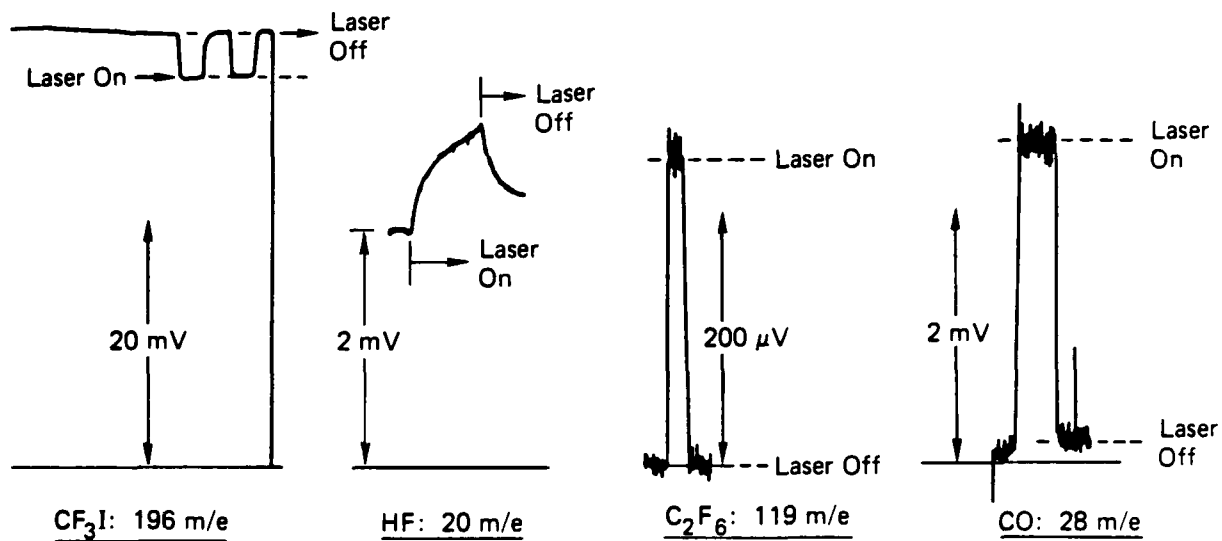 Laser
Off
Laser On
20 mV
CF3I: 196 m/e
Laser
Off
Laser
On
2 mV
HF: 20 m/e
Laser On
200 μV
Laser Off
C2F6: 119 m/e
Laser
On
2 mV
Laser
Off
CO: 28 m/e